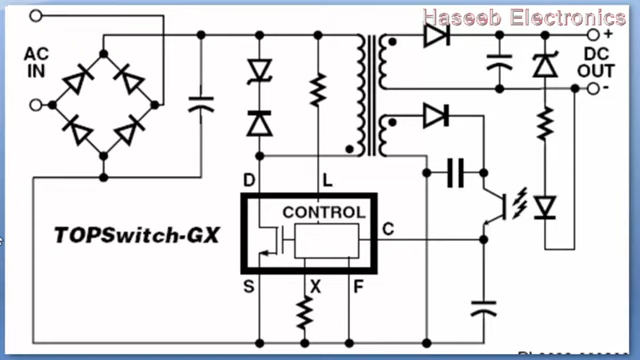 Haseeb Electronics
AC
IN
+
DC
OUT
-
D
L
CONTROL
TOPSwitch-GX
C
S
X
F